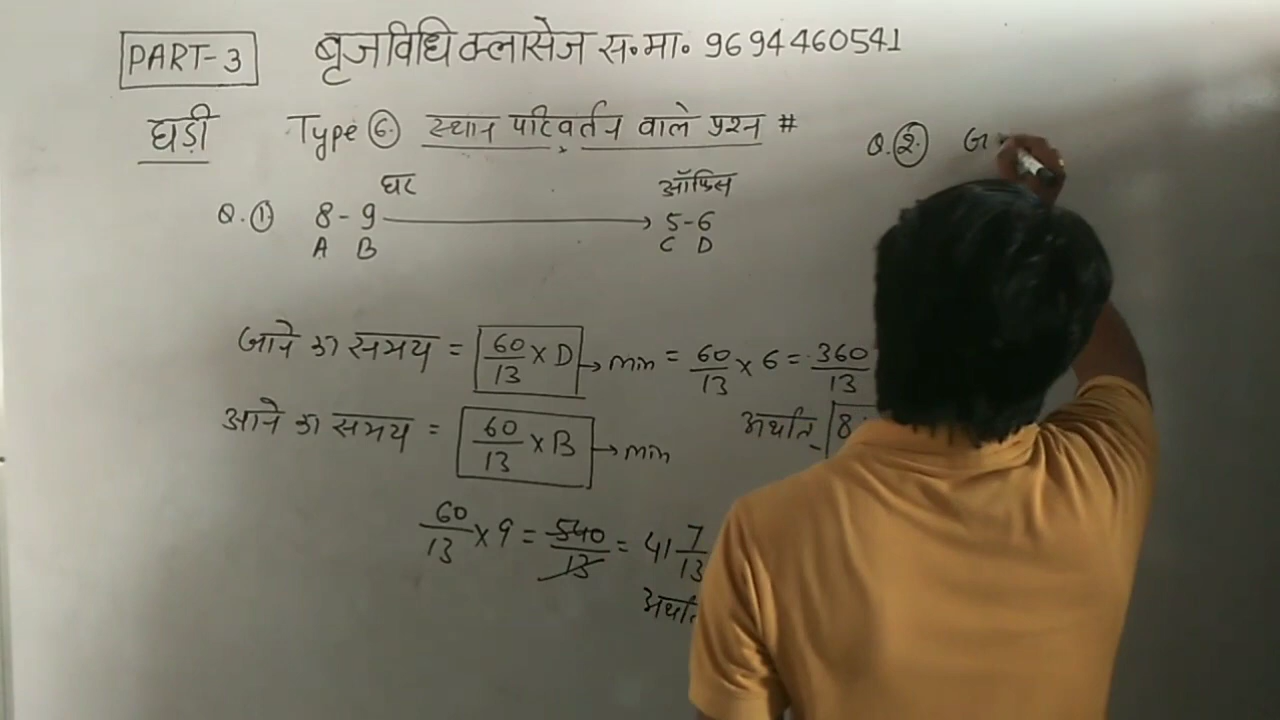 PART-3 बृजविधि क्लासेज स॰मा॰ 9694460541
घड़ी Type ⑥ स्थान परिवर्तन वाले प्रश्न #
घर ऑफिस
Q.① 8-9 → 5-6
A B C D
जाने का समय = 60/13 × D → min = 60/13 × 6 = 360/13
आने का समय = 60/13 × B → min
अर्थात् 8
60/13 × 9 = 540/13 = 41 7/13
Q.②